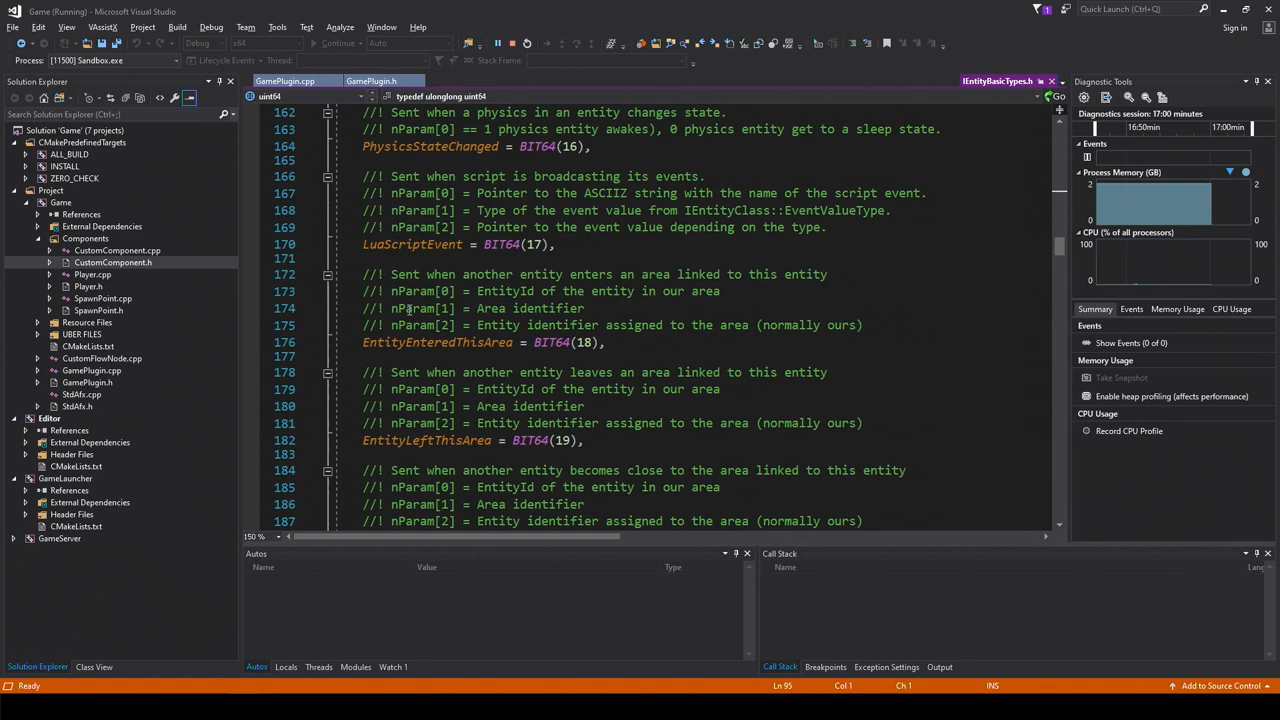 Game (Running) - Microsoft Visual Studio
1
Quick Launch (Ctrl+Q)
File Edit View VAssistX Project Build Debug Team Tools Test Analyze Window Help
Sign in
Debug x64 Continue Auto
Process: [11500] Sandbox.exe Lifecycle Events Thread: Stack Frame:
Solution Explorer
Search Solution Explorer (Ctrl+;)
Solution 'Game' (7 projects)
CMakePredefinedTargets
ALL_BUILD
INSTALL
ZERO_CHECK
Project
Game
References
External Dependencies
Components
CustomComponent.cpp
CustomComponent.h
Player.cpp
Player.h
SpawnPoint.cpp
SpawnPoint.h
Resource Files
UBER FILES
CMakeLists.txt
CustomFlowNode.cpp
GamePlugin.cpp
GamePlugin.h
StdAfx.cpp
StdAfx.h
Editor
References
External Dependencies
Header Files
CMakeLists.txt
GameLauncher
References
External Dependencies
Header Files
CMakeLists.txt
GameServer
Solution Explorer Class View
GamePlugin.cpp GamePlugin.h IEntityBasicTypes.h
uint64 typedef ulonglong uint64 Go
162 //! Sent when a physics in an entity changes state.
163 //! nParam[0] == 1 physics entity awakes), 0 physics entity get to a sleep state.
164 PhysicsStateChanged = BIT64(16),
165
166 //! Sent when script is broadcasting its events.
167 //! nParam[0] = Pointer to the ASCIIZ string with the name of the script event.
168 //! nParam[1] = Type of the event value from IEntityClass::EventValueType.
169 //! nParam[2] = Pointer to the event value depending on the type.
170 LuaScriptEvent = BIT64(17),
171
172 //! Sent when another entity enters an area linked to this entity
173 //! nParam[0] = EntityId of the entity in our area
174 //! nParam[1] = Area identifier
175 //! nParam[2] = Entity identifier assigned to the area (normally ours)
176 EntityEnteredThisArea = BIT64(18),
177
178 //! Sent when another entity leaves an area linked to this entity
179 //! nParam[0] = EntityId of the entity in our area
180 //! nParam[1] = Area identifier
181 //! nParam[2] = Entity identifier assigned to the area (normally ours)
182 EntityLeftThisArea = BIT64(19),
183
184 //! Sent when another entity becomes close to the area linked to this entity
185 //! nParam[0] = EntityId of the entity in our area
186 //! nParam[1] = Area identifier
187 //! nParam[2] = Entity identifier assigned to the area (normally ours)
150 %
Autos
Name Value Type
Autos Locals Threads Modules Watch 1
Call Stack
Name Lang
Call Stack Breakpoints Exception Settings Output
Diagnostic Tools
Diagnostics session: 17:00 minutes
16:50min 17:00min
Events
Process Memory (GB)
2 2
0 0
CPU (% of all processors)
100 100
0 0
Summary Events Memory Usage CPU Usage
Events
Show Events (0 of 0)
Memory Usage
Take Snapshot
Enable heap profiling (affects performance)
CPU Usage
Record CPU Profile
Ready Ln 95 Col 1 Ch 1 INS Add to Source Control